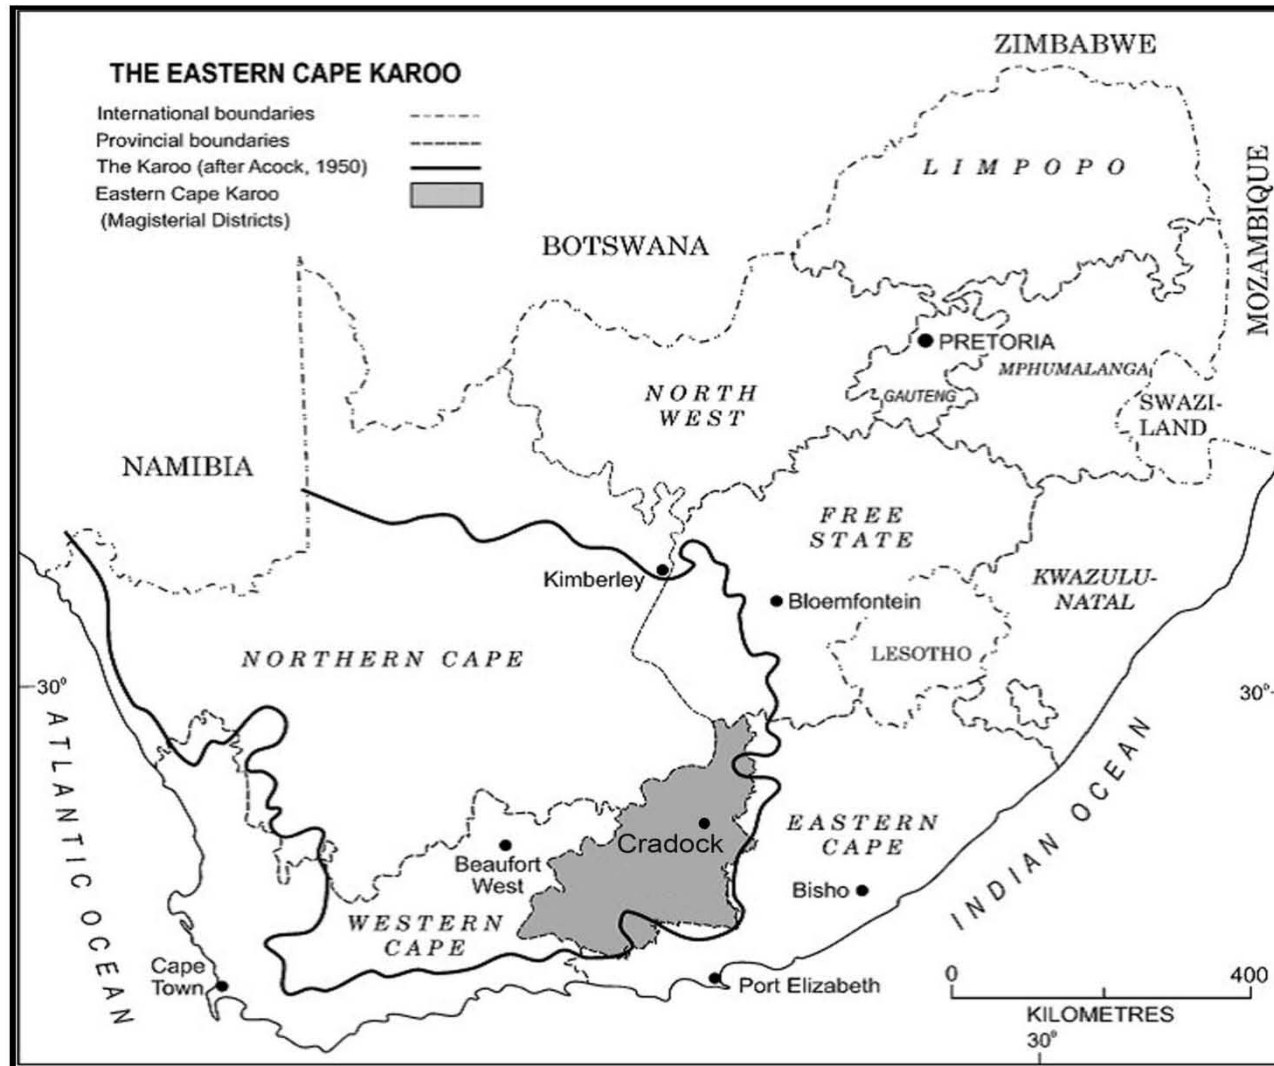 THE EASTERN CAPE KAROO
International boundaries
Provincial boundaries
The Karoo (after Acock, 1950)
Eastern Cape Karoo
(Magisterial Districts)
ZIMBABWE
LIMPOPO
MOZAMBIQUE
BOTSWANA
PRETORIA
MPHUMALANGA
GAUTENG
SWAZI-
LAND
NORTH
WEST
NAMIBIA
FREE
STATE
Kimberley
Bloemfontein
KWAZULU-
NATAL
LESOTHO
NORTHERN CAPE
30°
30°
ATLANTIC OCEAN
INDIAN OCEAN
EASTERN
CAPE
Cradock
Beaufort
West
Bisho
WESTERN
CAPE
Cape
Town
Port Elizabeth
0 400
KILOMETRES
30°